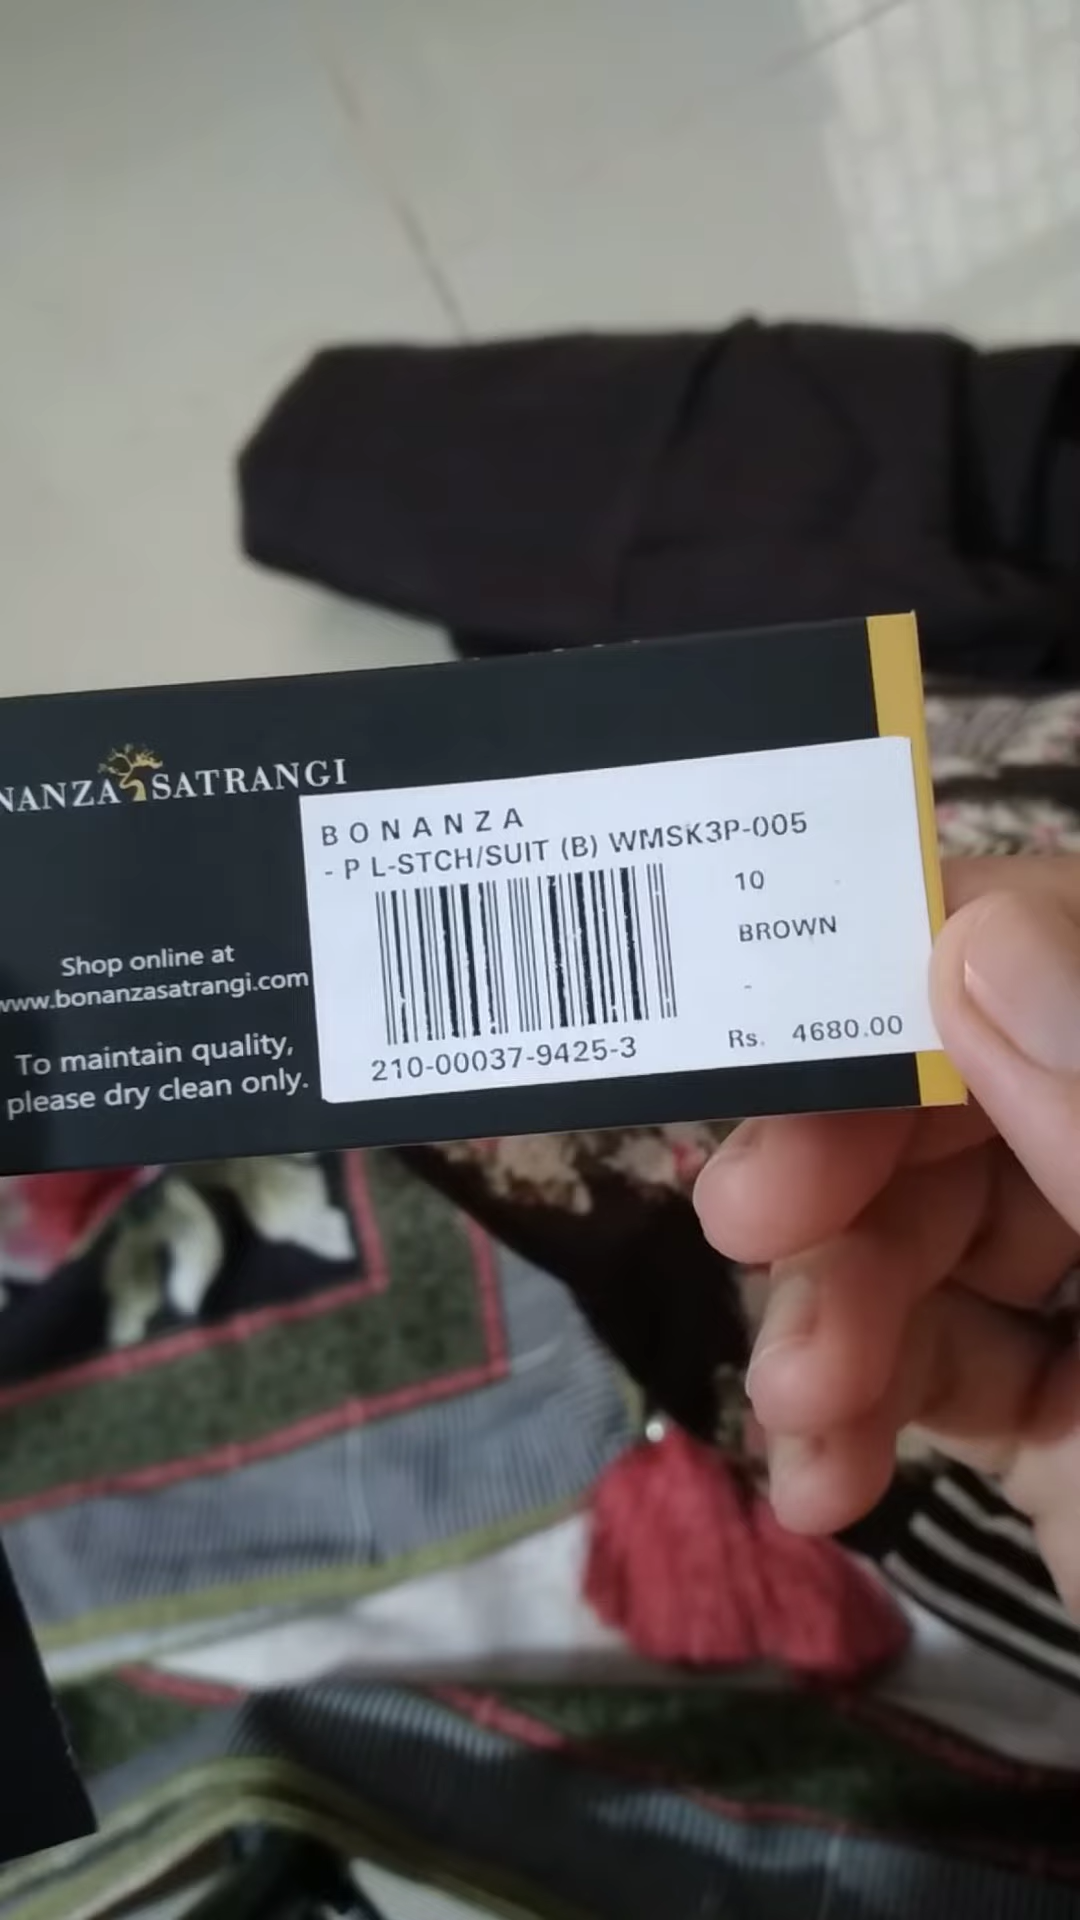 NANZA SATRANGI
BONANZA
- P L-STCH/SUIT (B) WMSK3P-005
10
BROWN
-
Rs. 4680.00
210-00037-9425-3
Shop online at
www.bonanzasatrangi.com
To maintain quality,
please dry clean only.